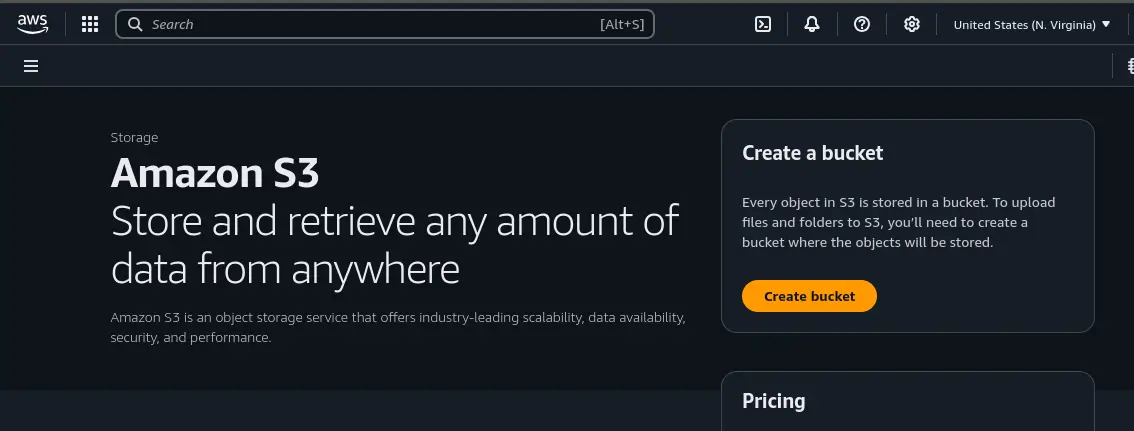 aws
Search [Alt+S]
United States (N. Virginia)
Storage
Amazon S3
Store and retrieve any amount of
data from anywhere
Amazon S3 is an object storage service that offers industry-leading scalability, data availability,
security, and performance.
Create a bucket
Every object in S3 is stored in a bucket. To upload
files and folders to S3, you’ll need to create a
bucket where the objects will be stored.
Create bucket
Pricing